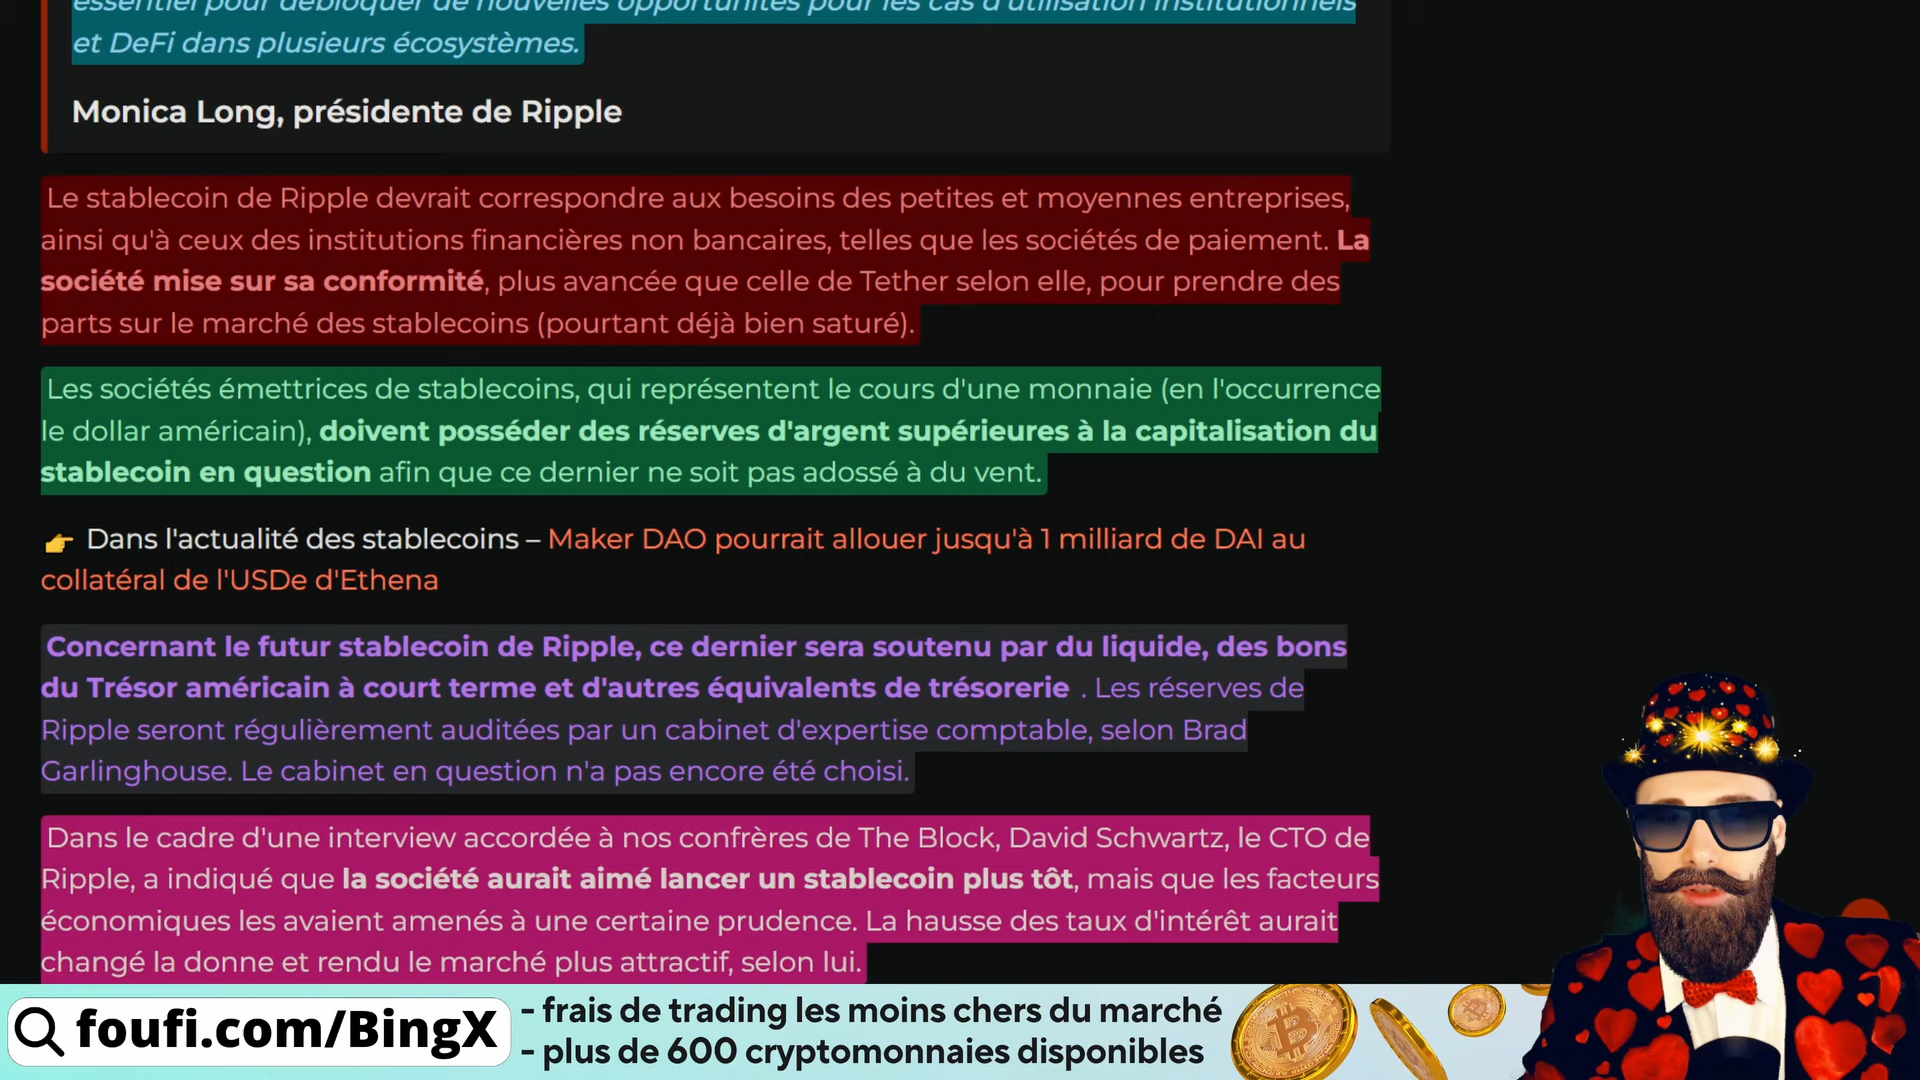 essentiel pour débloquer de nouvelles opportunités pour les cas d'utilisation institutionnels
et DeFi dans plusieurs écosystèmes.
Monica Long, présidente de Ripple
Le stablecoin de Ripple devrait correspondre aux besoins des petites et moyennes entreprises,
ainsi qu'à ceux des institutions financières non bancaires, telles que les sociétés de paiement. La
société mise sur sa conformité, plus avancée que celle de Tether selon elle, pour prendre des
parts sur le marché des stablecoins (pourtant déjà bien saturé).
Les sociétés émettrices de stablecoins, qui représentent le cours d'une monnaie (en l'occurrence
le dollar américain), doivent posséder des réserves d'argent supérieures à la capitalisation du
stablecoin en question afin que ce dernier ne soit pas adossé à du vent.
👉 Dans l'actualité des stablecoins – Maker DAO pourrait allouer jusqu'à 1 milliard de DAI au
collatéral de l'USDe d'Ethena
Concernant le futur stablecoin de Ripple, ce dernier sera soutenu par du liquide, des bons
du Trésor américain à court terme et d'autres équivalents de trésorerie . Les réserves de
Ripple seront régulièrement auditées par un cabinet d'expertise comptable, selon Brad
Garlinghouse. Le cabinet en question n'a pas encore été choisi.
Dans le cadre d'une interview accordée à nos confrères de The Block, David Schwartz, le CTO de
Ripple, a indiqué que la société aurait aimé lancer un stablecoin plus tôt, mais que les facteurs
économiques les avaient amenés à une certaine prudence. La hausse des taux d'intérêt aurait
changé la donne et rendu le marché plus attractif, selon lui.
foufi.com/BingX
- frais de trading les moins chers du marché
- plus de 600 cryptomonnaies disponibles